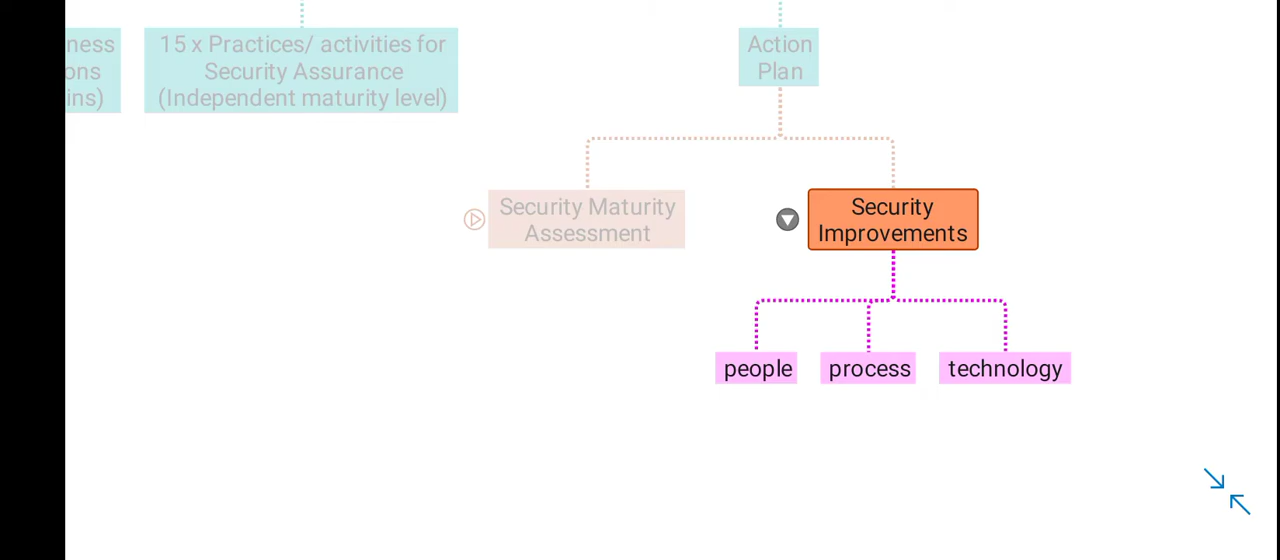 15 x Practices/ activities for
Security Assurance
(Independent maturity level)
Action
Plan
Security Maturity
Assessment
Security
Improvements
people
process
technology